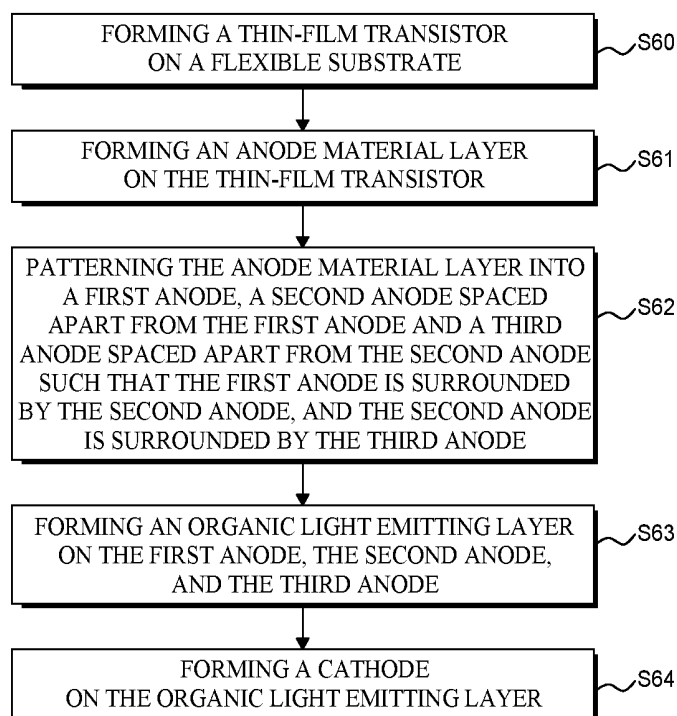 FORMING A THIN-FILM TRANSISTOR
ON A FLEXIBLE SUBSTRATE
S60
FORMING AN ANODE MATERIAL LAYER
ON THE THIN-FILM TRANSISTOR
S61
PATTERNING THE ANODE MATERIAL LAYER INTO
A FIRST ANODE, A SECOND ANODE SPACED
APART FROM THE FIRST ANODE AND A THIRD
ANODE SPACED APART FROM THE SECOND ANODE
SUCH THAT THE FIRST ANODE IS SURROUNDED
BY THE SECOND ANODE, AND THE SECOND ANODE
IS SURROUNDED BY THE THIRD ANODE
S62
FORMING AN ORGANIC LIGHT EMITTING LAYER
ON THE FIRST ANODE, THE SECOND ANODE,
AND THE THIRD ANODE
S63
FORMING A CATHODE
ON THE ORGANIC LIGHT EMITTING LAYER
S64